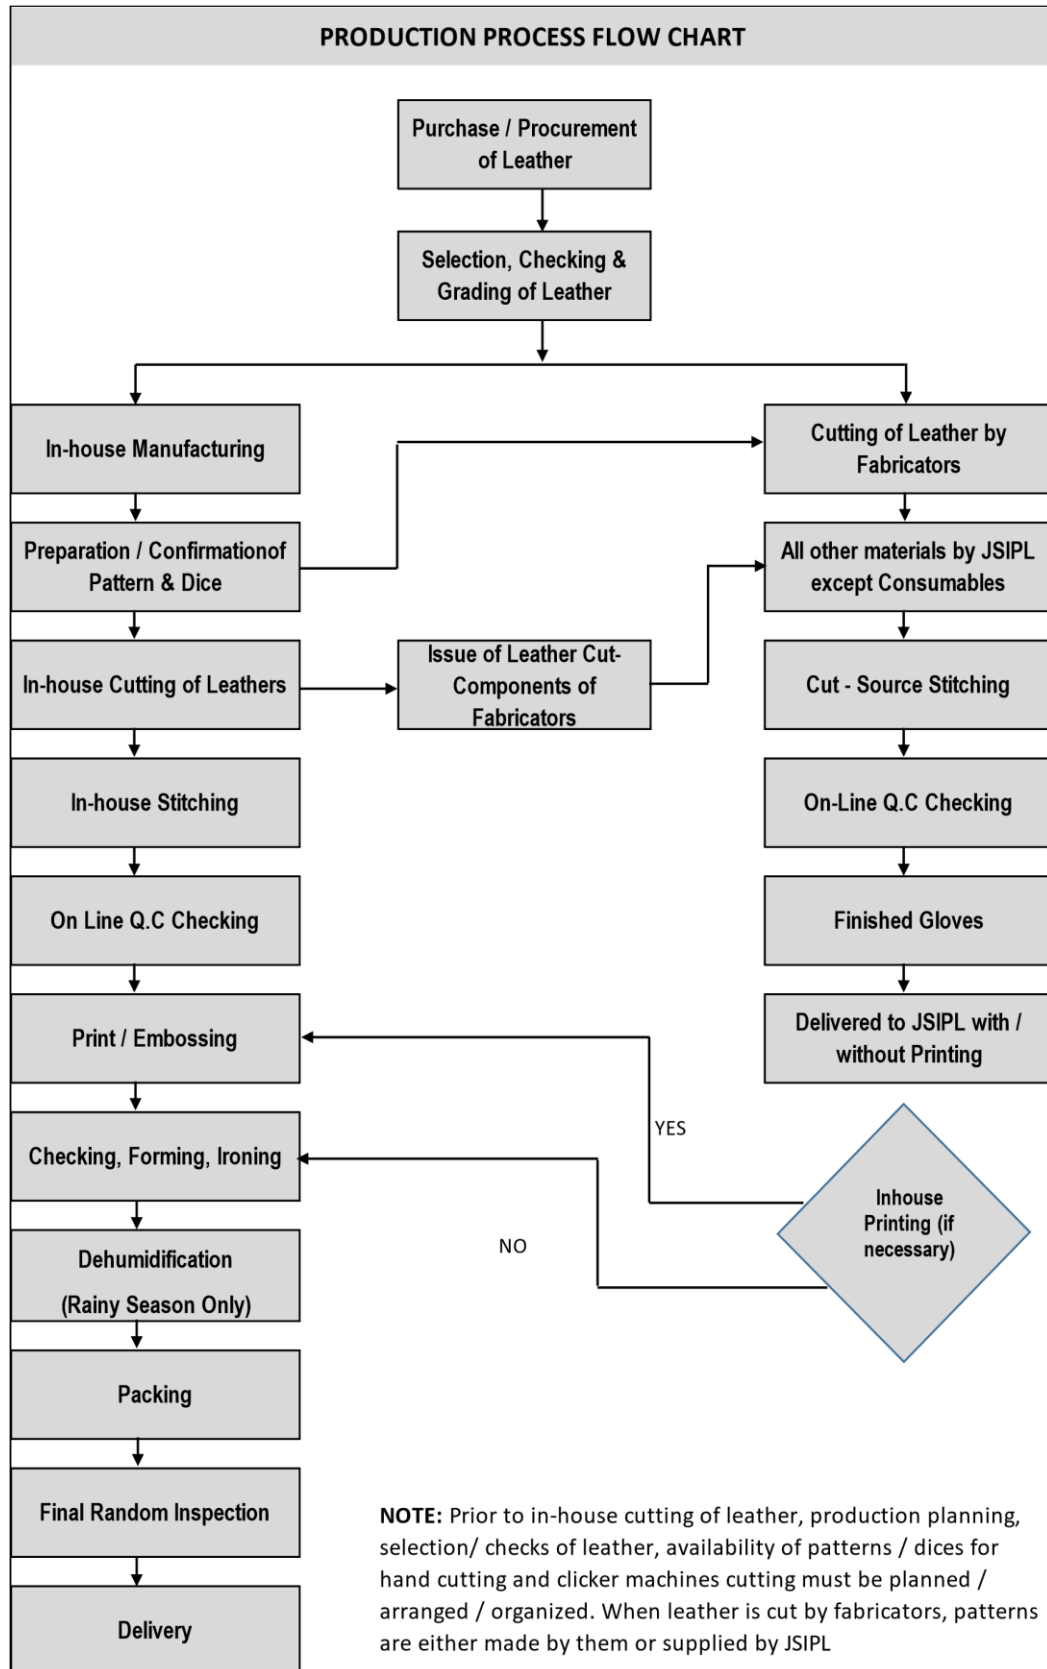 PRODUCTION PROCESS FLOW CHART
Purchase / Procurement
of Leather
Selection, Checking &
Grading of Leather
In-house Manufacturing
Cutting of Leather by
Fabricators
Preparation / Confirmationof
Pattern & Dice
All other materials by JSIPL
except Consumables
In-house Cutting of Leathers
Issue of Leather Cut-
Components of
Fabricators
Cut - Source Stitching
In-house Stitching
On-Line Q.C Checking
On Line Q.C Checking
Finished Gloves
Print / Embossing
Delivered to JSIPL with /
without Printing
YES
Checking, Forming, Ironing
Inhouse
Printing (if
necessary)
NO
Dehumidification
(Rainy Season Only)
Packing
Final Random Inspection
Delivery
NOTE: Prior to in-house cutting of leather, production planning,
selection/ checks of leather, availability of patterns / dices for
hand cutting and clicker machines cutting must be planned /
arranged / organized. When leather is cut by fabricators, patterns
are either made by them or supplied by JSIPL